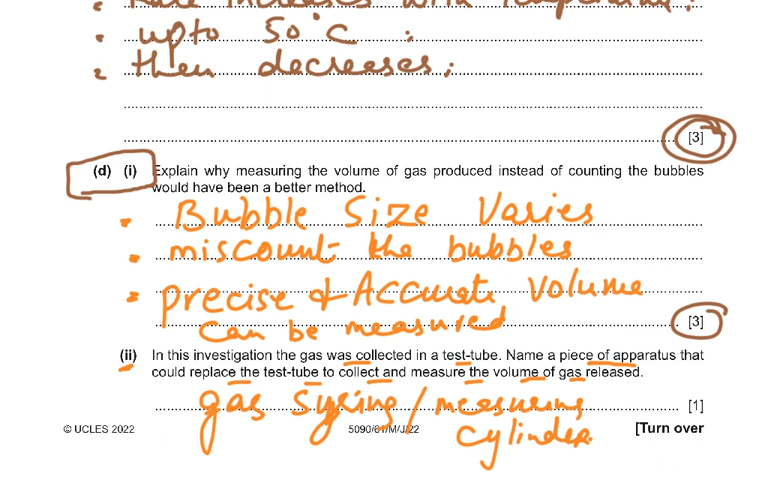 • Rate increases with temperature:
• upto 50°C :
• then decreases;
[3]
(d) (i) Explain why measuring the volume of gas produced instead of counting the bubbles
would have been a better method.
• Bubble Size Varies
• miscount the bubbles
• precise & Accurate Volume
can be measured
[3]
(ii) In this investigation the gas was collected in a test-tube. Name a piece of apparatus that
could replace the test-tube to collect and measure the volume of gas released.
gas Syring / measuring [1]
cylinder.
© UCLES 2022 5090/61/M/J/22 [Turn over